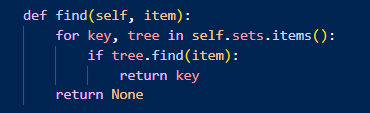 def find(self, item):
    for key, tree in self.sets.items():
        if tree.find(item):
            return key
    return None